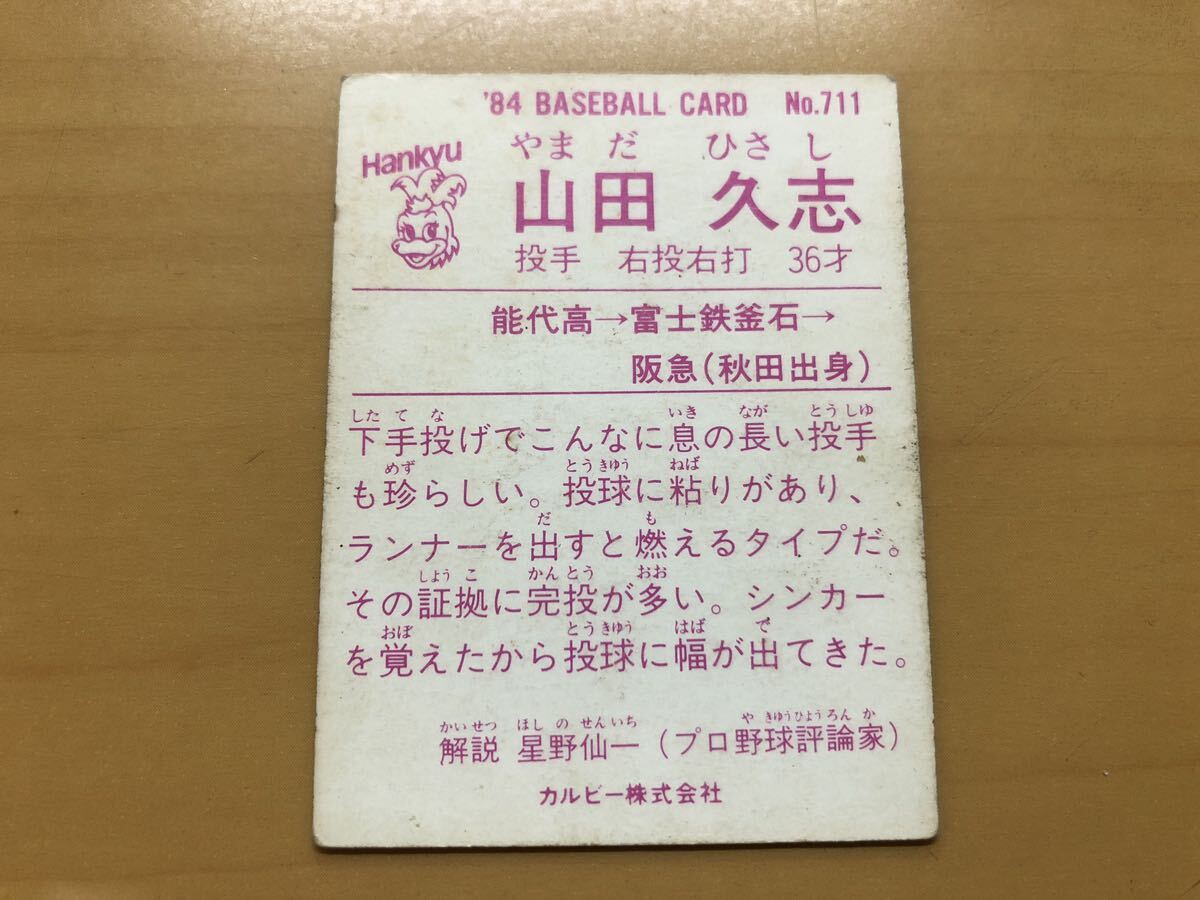 '84 BASEBALL CARD No.711
Hankyu
やまだ ひさし
山田 久志
投手 右投右打 36才
能代高→富士鉄釜石→
阪急(秋田出身)
したてな いき なが とうしゆ
下手投げでこんなに息の長い投手
めず とうきゆう ねば
も珍らしい。投球に粘りがあり、
だ も
ランナーを出すと燃えるタイプだ。
しようこ かんとう おお
その証拠に完投が多い。シンカー
おぼ とうきゆう はば で
を覚えたから投球に幅が出てきた。
かいせつ ほしのせんいち やきゆうひようろんか
解説 星野仙一(プロ野球評論家)
カルビー株式会社